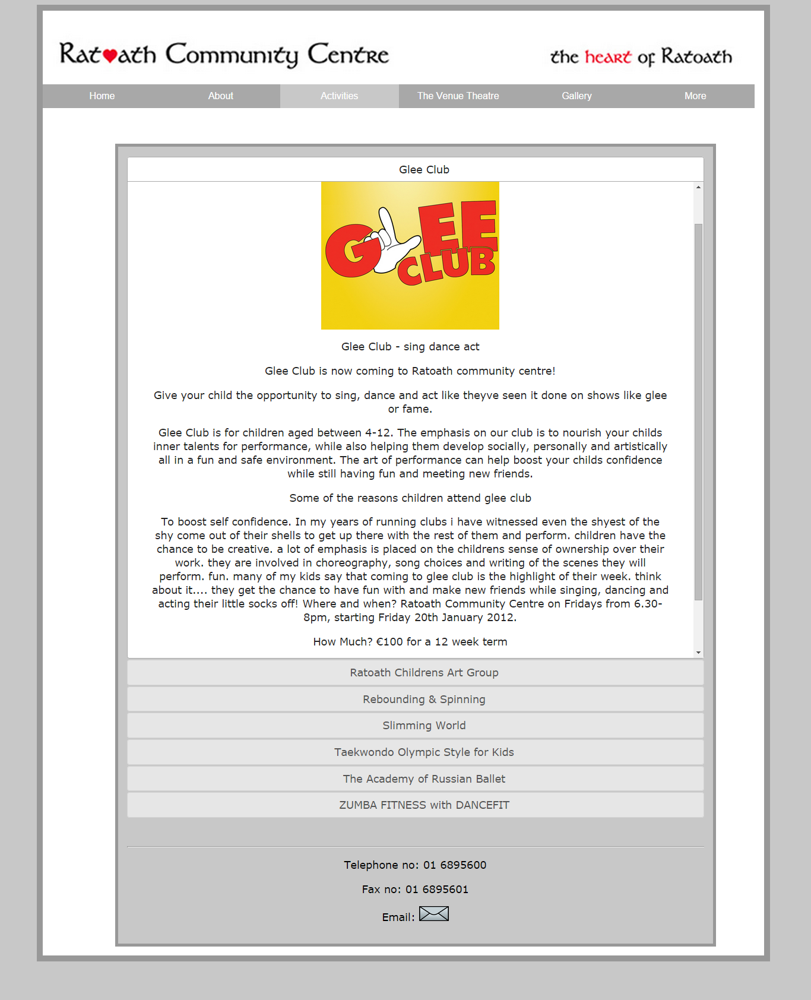 Ratoath Community Centre
the heart of Ratoath
Home About Activities The Venue Theatre Gallery More
Glee Club
GLEE
CLUB
Glee Club - sing dance act
Glee Club is now coming to Ratoath community centre!
Give your child the opportunity to sing, dance and act like theyve seen it done on shows like glee
or fame.
Glee Club is for children aged between 4-12. The emphasis on our club is to nourish your childs
inner talents for performance, while also helping them develop socially, personally and artistically
all in a fun and safe environment. The art of performance can help boost your childs confidence
while still having fun and meeting new friends.
Some of the reasons children attend glee club
To boost self confidence. In my years of running clubs i have witnessed even the shyest of the
shy come out of their shells to get up there with the rest of them and perform. children have the
chance to be creative. a lot of emphasis is placed on the childrens sense of ownership over their
work. they are involved in choreography, song choices and writing of the scenes they will
perform. fun. many of my kids say that coming to glee club is the highlight of their week. think
about it.... they get the chance to have fun with and make new friends while singing, dancing and
acting their little socks off! Where and when? Ratoath Community Centre on Fridays from 6.30-
8pm, starting Friday 20th January 2012.
How Much? €100 for a 12 week term
Ratoath Childrens Art Group
Rebounding & Spinning
Slimming World
Taekwondo Olympic Style for Kids
The Academy of Russian Ballet
ZUMBA FITNESS with DANCEFIT
Telephone no: 01 6895600
Fax no: 01 6895601
Email: